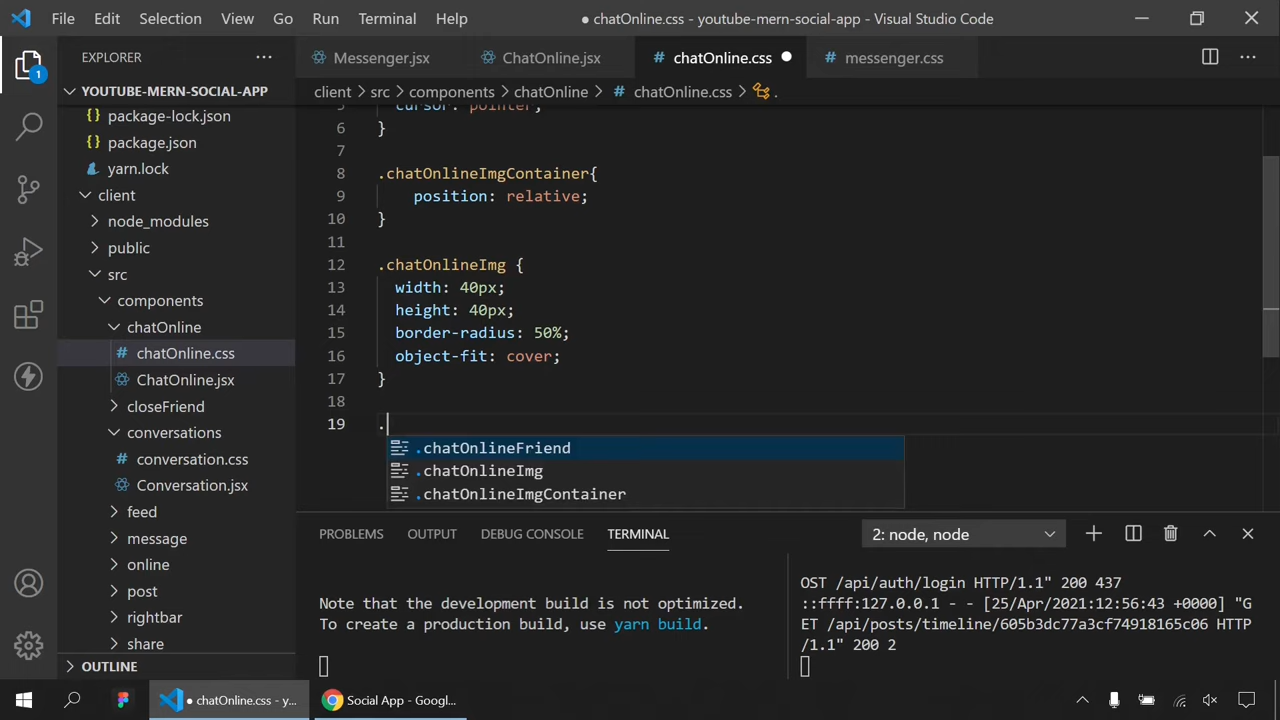 File Edit Selection View Go Run Terminal Help
● chatOnline.css - youtube-mern-social-app - Visual Studio Code
EXPLORER
Messenger.jsx
ChatOnline.jsx
# chatOnline.css
# messenger.css
1
YOUTUBE-MERN-SOCIAL-APP
client > src > components > chatOnline > # chatOnline.css > .
{} package-lock.json
{} package.json
yarn.lock
client
node_modules
public
src
components
chatOnline
# chatOnline.css
ChatOnline.jsx
closeFriend
conversations
# conversation.css
Conversation.jsx
feed
message
online
post
rightbar
share
OUTLINE
5 cursor: pointer;
6 }
7
8 .chatOnlineImgContainer{
9 position: relative;
10 }
11
12 .chatOnlineImg {
13 width: 40px;
14 height: 40px;
15 border-radius: 50%;
16 object-fit: cover;
17 }
18
19 .
.chatOnlineFriend
.chatOnlineImg
.chatOnlineImgContainer
PROBLEMS OUTPUT DEBUG CONSOLE TERMINAL
2: node, node
Note that the development build is not optimized.
To create a production build, use yarn build.
OST /api/auth/login HTTP/1.1" 200 437
::ffff:127.0.0.1 - - [25/Apr/2021:12:56:43 +0000] "G
ET /api/posts/timeline/605b3dc77a3cf74918165c06 HTTP
/1.1" 200 2
● chatOnline.css - y...
Social App - Googl...